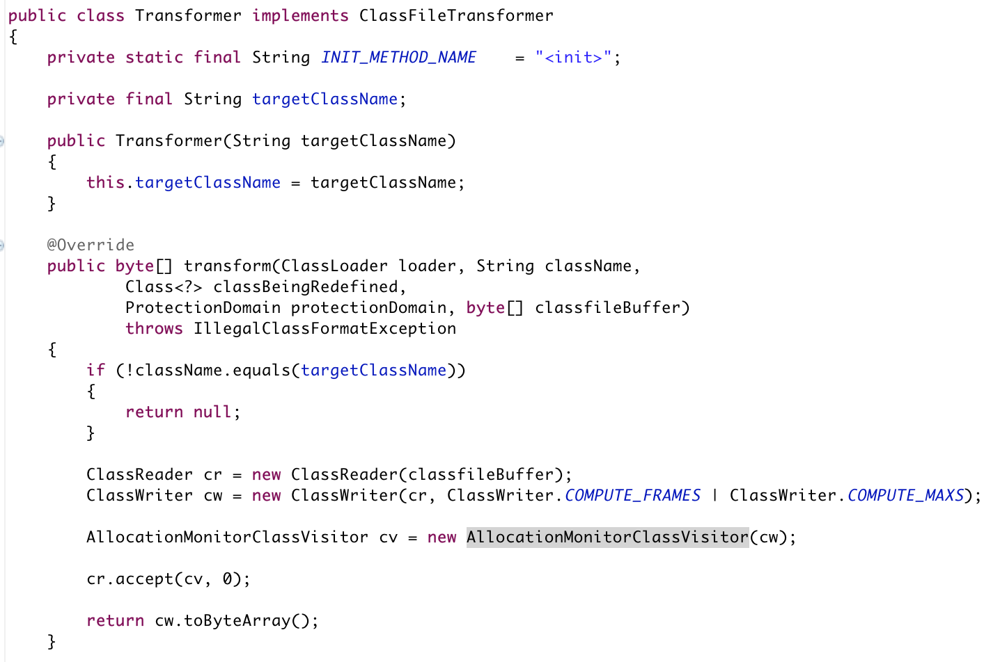 public class Transformer implements ClassFileTransformer
{
    private static final String INIT_METHOD_NAME    = "<init>";

    private final String targetClassName;

    public Transformer(String targetClassName)
    {
        this.targetClassName = targetClassName;
    }

    @Override
    public byte[] transform(ClassLoader loader, String className,
            Class<?> classBeingRedefined,
            ProtectionDomain protectionDomain, byte[] classfileBuffer)
            throws IllegalClassFormatException
    {
        if (!className.equals(targetClassName))
        {
            return null;
        }

        ClassReader cr = new ClassReader(classfileBuffer);
        ClassWriter cw = new ClassWriter(cr, ClassWriter.COMPUTE_FRAMES | ClassWriter.COMPUTE_MAXS);

        AllocationMonitorClassVisitor cv = new AllocationMonitorClassVisitor(cw);

        cr.accept(cv, 0);

        return cw.toByteArray();
    }